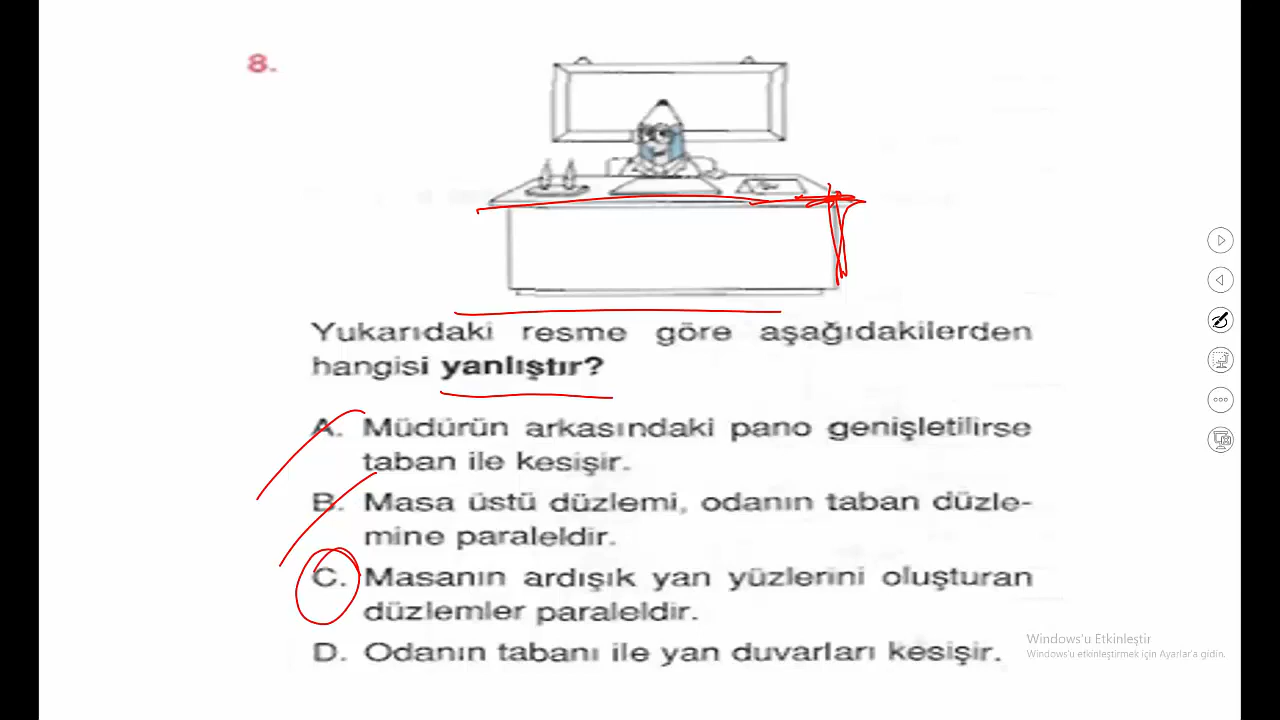 8.
Yukarıdaki resme göre aşağıdakilerden
hangisi yanlıştır?
A. Müdürün arkasındaki pano genişletilirse
taban ile kesişir.
B. Masa üstü düzlemi, odanın taban düzle-
mine paraleldir.
C. Masanın ardışık yan yüzlerini oluşturan
düzlemler paraleldir.
D. Odanın tabanı ile yan duvarları kesişir.
Windows'u Etkinleştir
Windows'u etkinleştirmek için Ayarlar'a gidin.